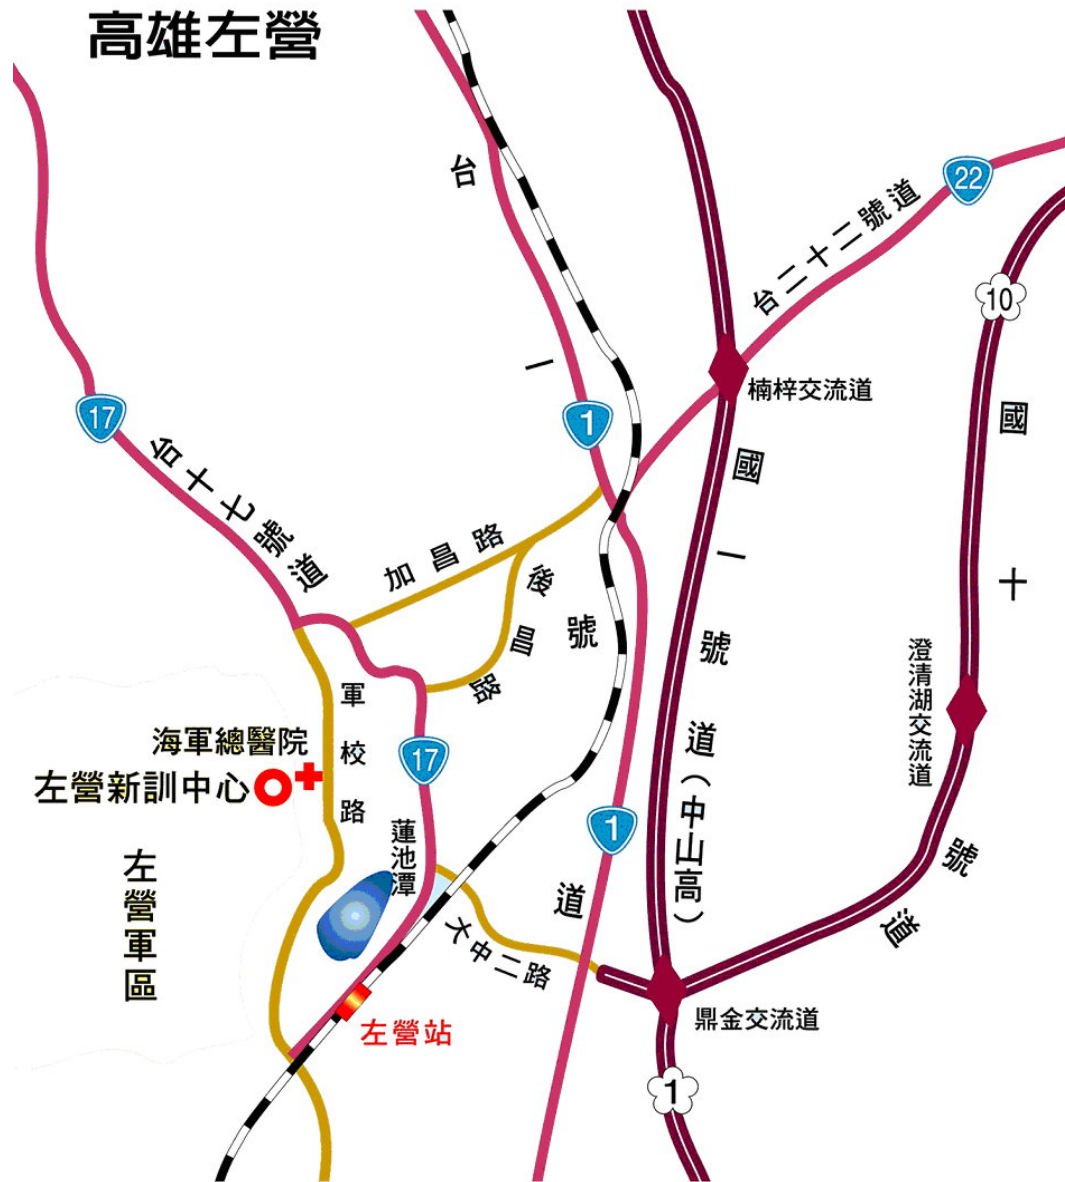 高雄左營
台一號道
1
22
台二十二號道
10
楠梓交流道
17
台十七號道
國一號道(中山高)
國十號道
加昌路
後昌路
澄清湖交流道
軍校路
海軍總醫院
左營新訓中心
17
1
蓮池潭
左營軍區
大中二路
左營站
鼎金交流道
1